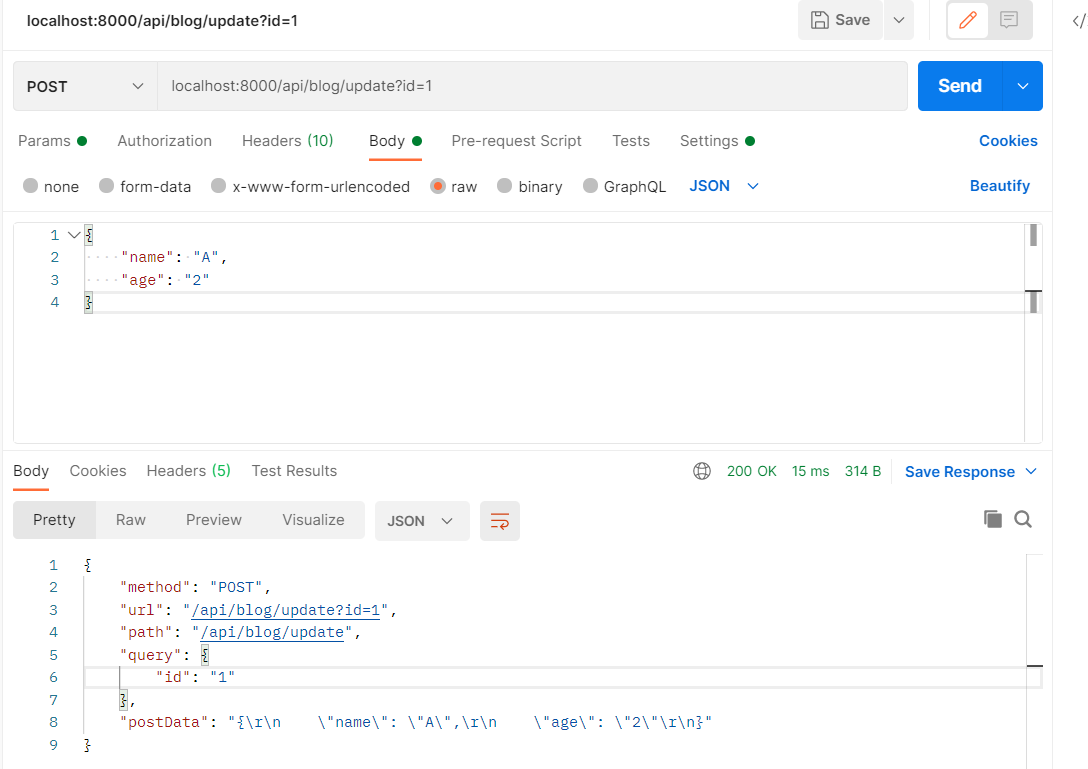 localhost:8000/api/blog/update?id=1 Save </
POST localhost:8000/api/blog/update?id=1 Send
Params Authorization Headers (10) Body Pre-request Script Tests Settings Cookies
none form-data x-www-form-urlencoded raw binary GraphQL JSON Beautify
1 {
2 ····"name":·"A",
3 ····"age":·"2"
4 }
Body Cookies Headers (5) Test Results 200 OK 15 ms 314 B Save Response
Pretty Raw Preview Visualize JSON
1 {
2 "method": "POST",
3 "url": "/api/blog/update?id=1",
4 "path": "/api/blog/update",
5 "query": {
6 "id": "1"
7 },
8 "postData": "{\r\n    \"name\": \"A\",\r\n    \"age\": \"2\"\r\n}"
9 }